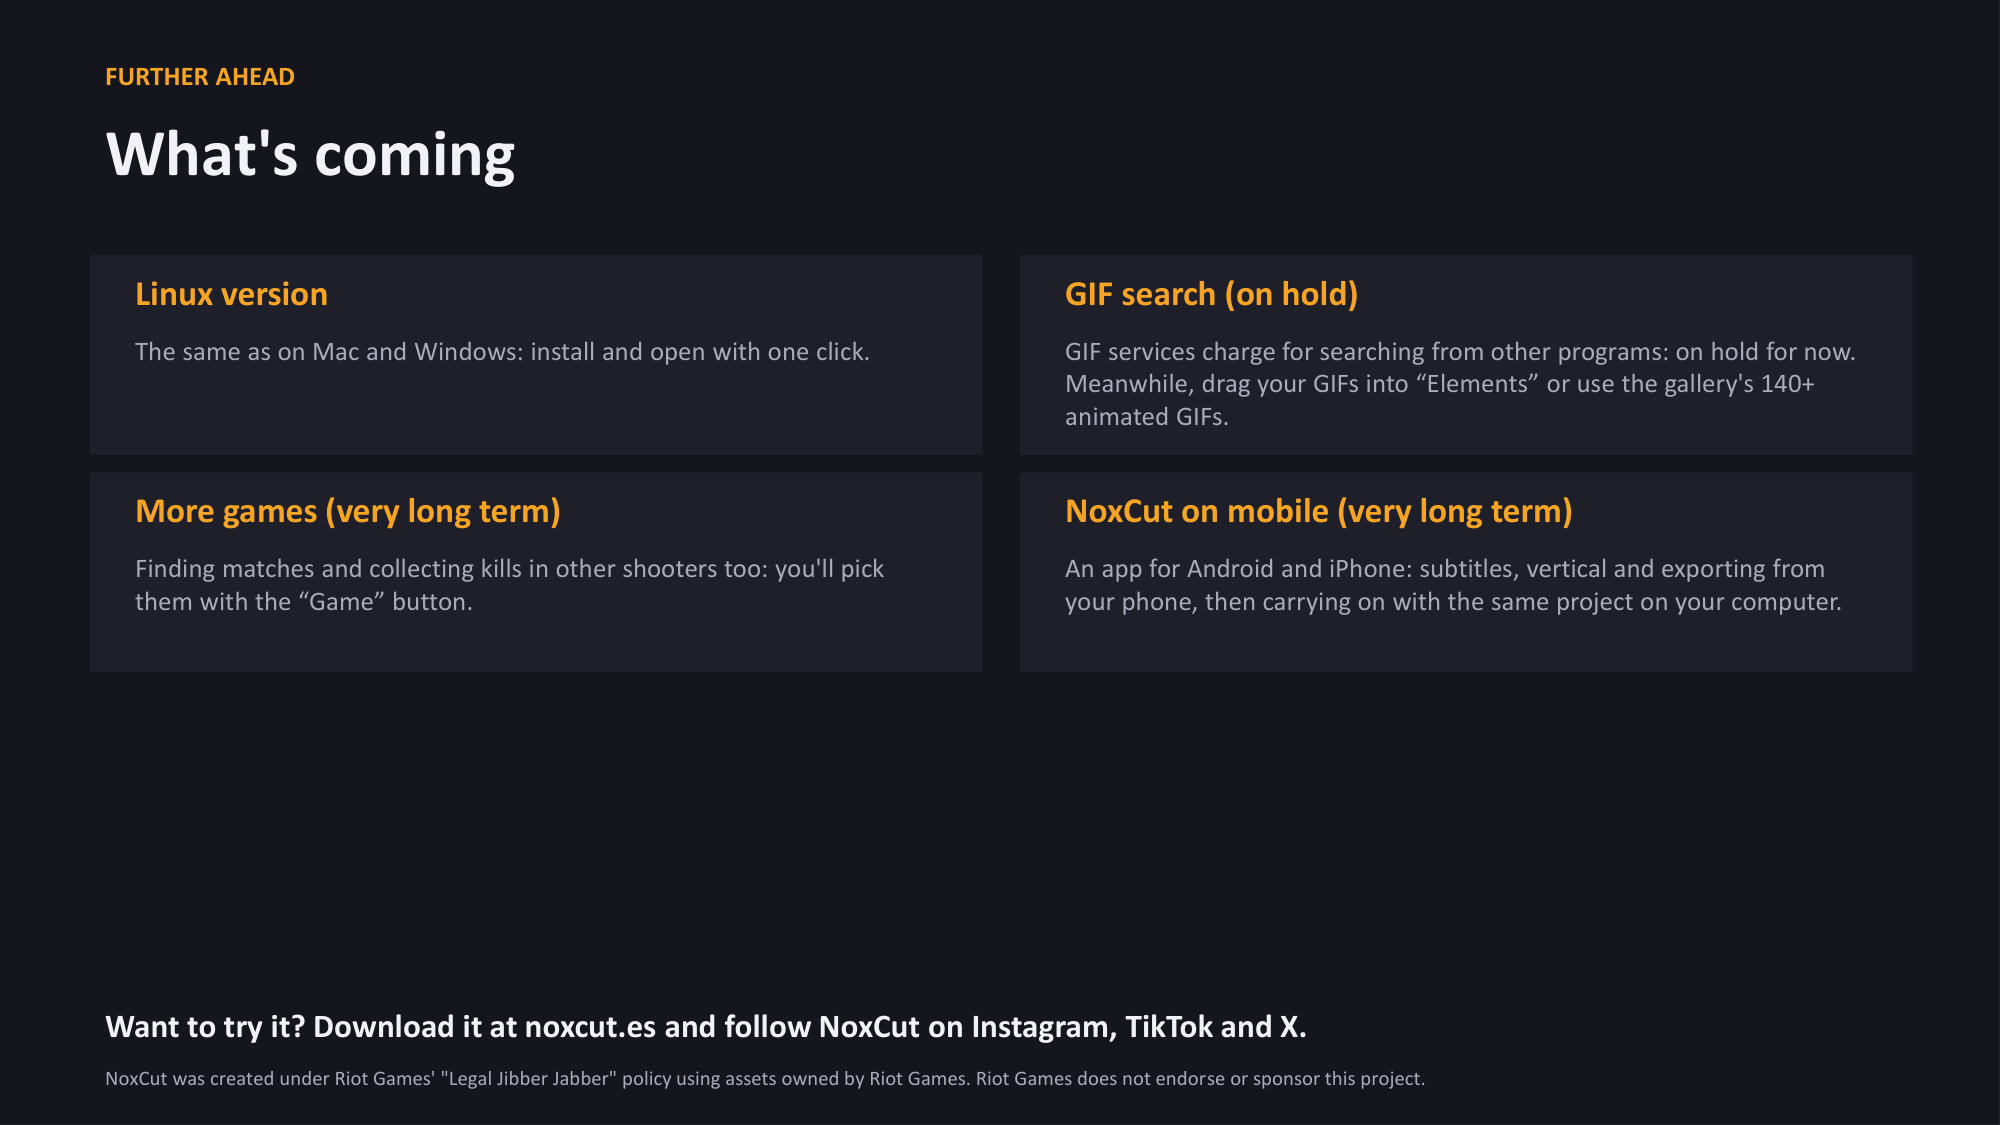 FURTHER AHEAD
What's coming
Linux version
The same as on Mac and Windows: install and open with one click.
GIF search (on hold)
GIF services charge for searching from other programs: on hold for now.
Meanwhile, drag your GIFs into “Elements” or use the gallery's 140+
animated GIFs.
More games (very long term)
Finding matches and collecting kills in other shooters too: you'll pick
them with the “Game” button.
NoxCut on mobile (very long term)
An app for Android and iPhone: subtitles, vertical and exporting from
your phone, then carrying on with the same project on your computer.
Want to try it? Download it at noxcut.es and follow NoxCut on Instagram, TikTok and X.
NoxCut was created under Riot Games' "Legal Jibber Jabber" policy using assets owned by Riot Games. Riot Games does not endorse or sponsor this project.